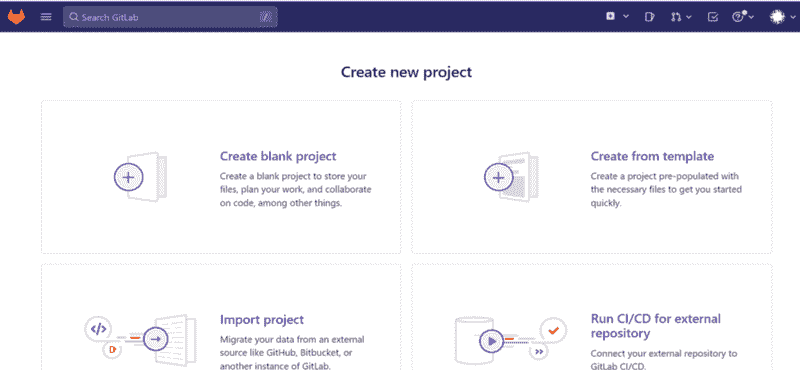 Search GitLab /
Create new project
Create blank project
Create a blank project to store your
files, plan your work, and collaborate
on code, among other things.
Create from template
Create a project pre-populated with
the necessary files to get you started
quickly.
Import project
Migrate your data from an external
source like GitHub, Bitbucket, or
another instance of GitLab.
Run CI/CD for external
repository
Connect your external repository to
GitLab CI/CD.